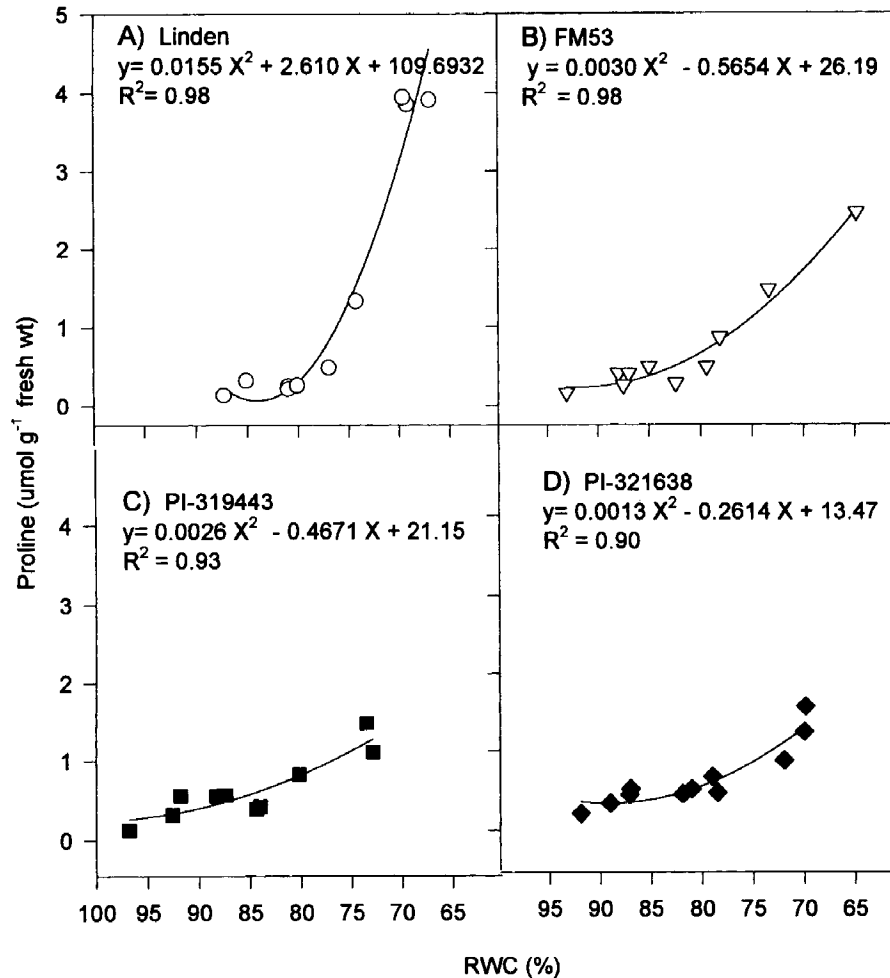 A) Linden
y= 0.0155 X² + 2.610 X + 109.6932
R²= 0.98
B) FM53
y = 0.0030 X² - 0.5654 X + 26.19
R² = 0.98
5
4
3
2
1
0
C) PI-319443
y= 0.0026 X² - 0.4671 X + 21.15
R² = 0.93
D) PI-321638
y= 0.0013 X² - 0.2614 X + 13.47
R² = 0.90
4
3
2
1
0
Proline (umol g⁻¹ fresh wt)
100 95 90 85 80 75 70 65
95 90 85 80 75 70 65
RWC (%)